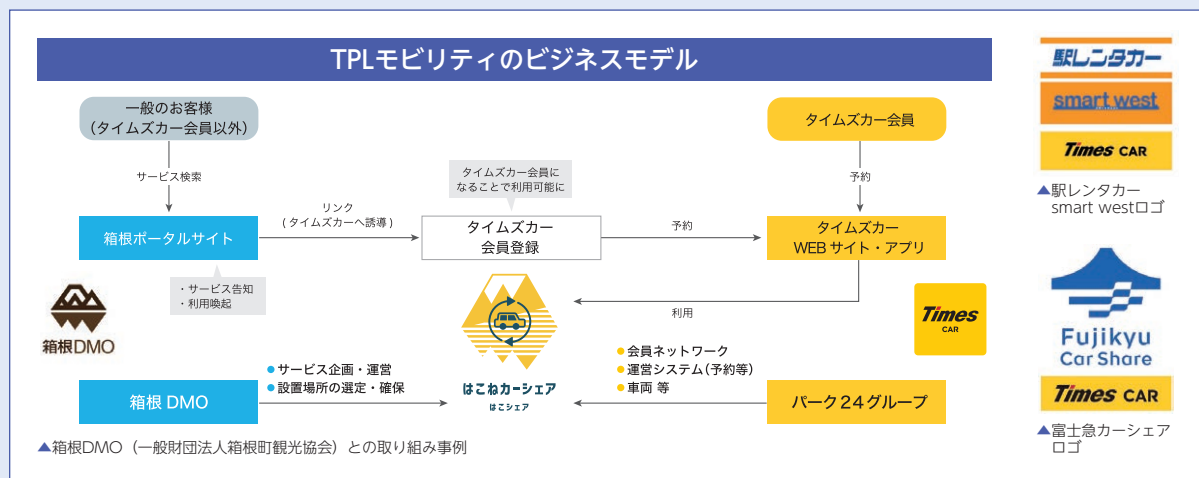 TPLモビリティのビジネスモデル
一般のお客様
(タイムズカー会員以外)
タイムズカー会員
サービス検索
タイムズカー会員に
なることで利用可能に
予約
箱根ポータルサイト
リンク
(タイムズカーへ誘導)
タイムズカー
会員登録
予約
タイムズカー
WEBサイト・アプリ
・サービス告知
・利用喚起
利用
箱根DMO
Times
CAR
はこねカーシェア
はこシェア
箱根DMO
●サービス企画・運営
●設置場所の選定・確保
●会員ネットワーク
●運営システム(予約等)
●車両 等
パーク24グループ
▲箱根DMO(一般財団法人箱根町観光協会)との取り組み事例
駅レンタカー
smart west
Times CAR
▲駅レンタカー
smart westロゴ
Fujikyu
Car Share
Times CAR
▲富士急カーシェア
ロゴ